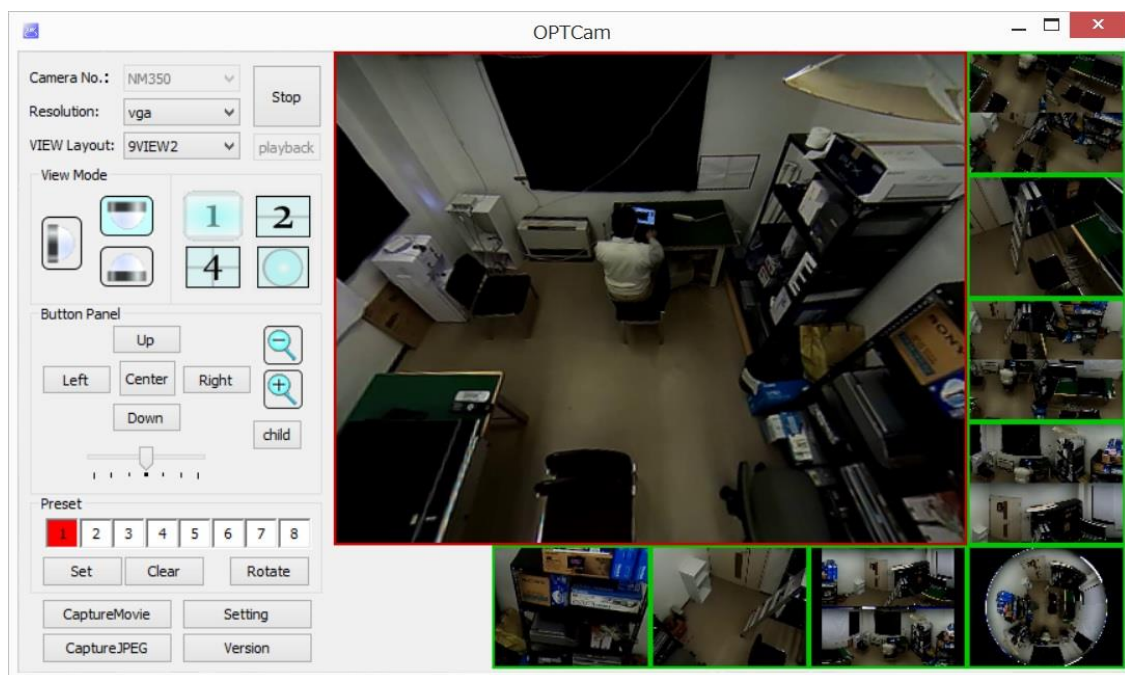 OPTCam
Camera No.: NM350
Stop
Resolution: vga
VIEW Layout: 9VIEW2
playback
View Mode
1 2
4
Button Panel
Up
Left Center Right
Down
child
Preset
1 2 3 4 5 6 7 8
Set Clear Rotate
CaptureMovie Setting
CaptureJPEG Version
SONY